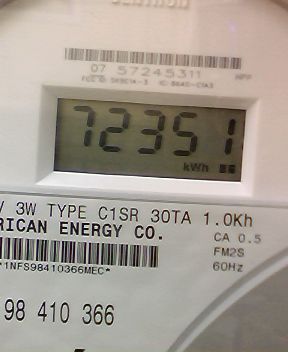 CENTRON
07 57245311
72351
kWh
V 3W TYPE C1SR 30TA 1.0Kh
RICAN ENERGY CO.
CA 0.5
FM2S
60Hz
*1NFS98410366MEC*
98 410 366